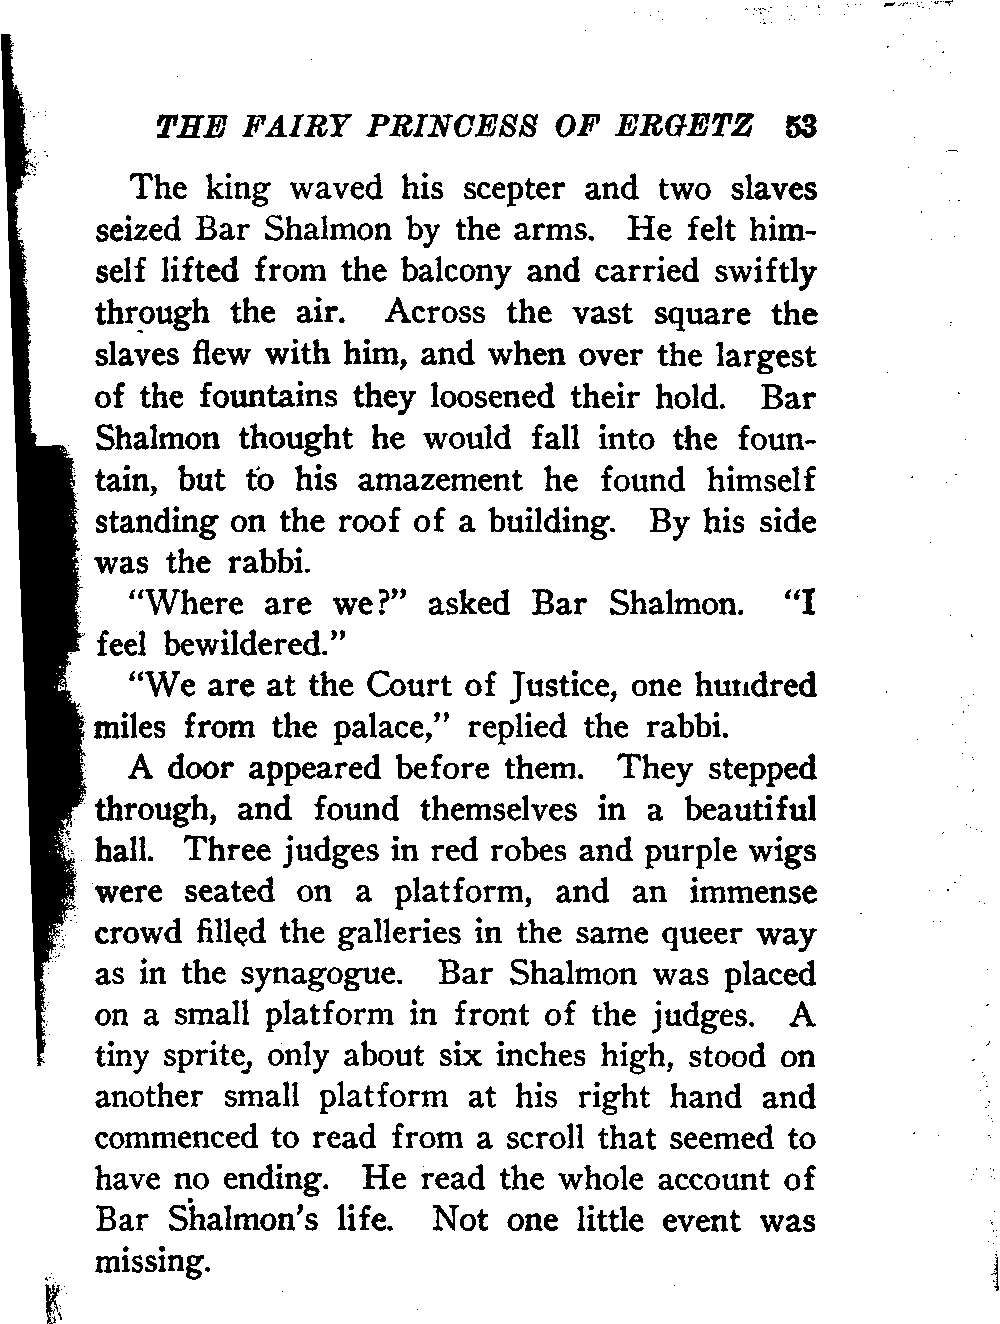 THE FAIRY PRINCESS OF ERGETZ 53
The king waved his scepter and two slaves
seized Bar Shalmon by the arms. He felt him-
self lifted from the balcony and carried swiftly
through the air. Across the vast square the
slaves flew with him, and when over the largest
of the fountains they loosened their hold. Bar
Shalmon thought he would fall into the foun-
tain, but to his amazement he found himself
standing on the roof of a building. By his side
was the rabbi.
“Where are we?” asked Bar Shalmon. “I
feel bewildered.”
“We are at the Court of Justice, one hundred
miles from the palace,” replied the rabbi.
A door appeared before them. They stepped
through, and found themselves in a beautiful
hall. Three judges in red robes and purple wigs
were seated on a platform, and an immense
crowd filled the galleries in the same queer way
as in the synagogue. Bar Shalmon was placed
on a small platform in front of the judges. A
tiny sprite, only about six inches high, stood on
another small platform at his right hand and
commenced to read from a scroll that seemed to
have no ending. He read the whole account of
Bar Shalmon's life. Not one little event was
missing.